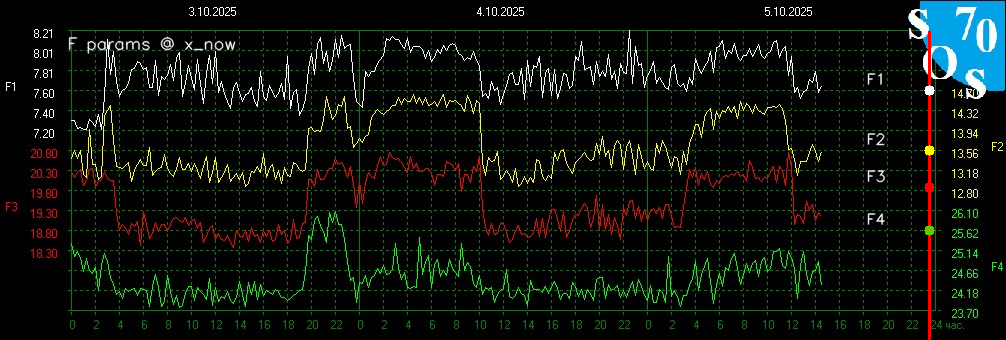 3.10.2025 4.10.2025 5.10.2025
F params @ x_now
SOS 70
F1
8.21
8.01
7.81
7.60
7.40
7.20
F3
20.80
20.30
19.80
19.30
18.80
18.30
F1
F2
F3
F4
14.70
14.32
13.94
13.56
13.18
12.80
F2
26.10
25.62
25.14
24.66
24.18
23.70
F4
0 2 4 6 8 10 12 14 16 18 20 22 0 2 4 6 8 10 12 14 16 18 20 22 0 2 4 6 8 10 12 14 16 18 20 22 24 час.